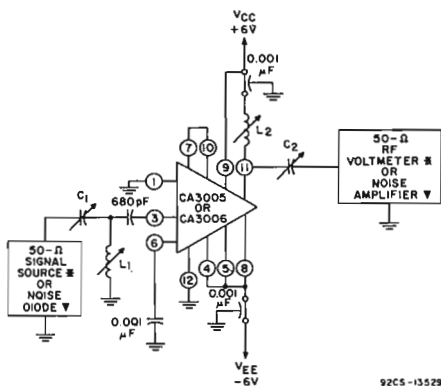 VCC
+6V
0.001
μF
L2
C2
7
10
9
11
1
CA3005
OR
CA3006
C1
680pF
3
6
L1
12
4
5
8
50-Ω
SIGNAL
SOURCE *
OR
NOISE
DIODE ▼
50-Ω
RF
VOLTMETER *
OR
NOISE
AMPLIFIER ▼
0.001
μF
0.001
μF
VEE
-6V
92CS-13529